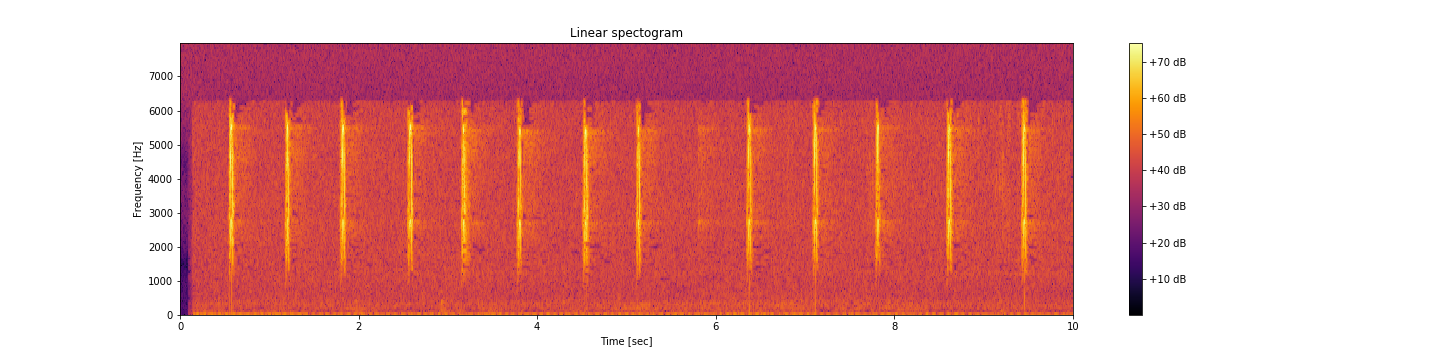 Linear spectogram
Frequency [Hz]
7000
6000
5000
4000
3000
2000
1000
0
0 2 4 6 8 10
Time [sec]
+70 dB
+60 dB
+50 dB
+40 dB
+30 dB
+20 dB
+10 dB